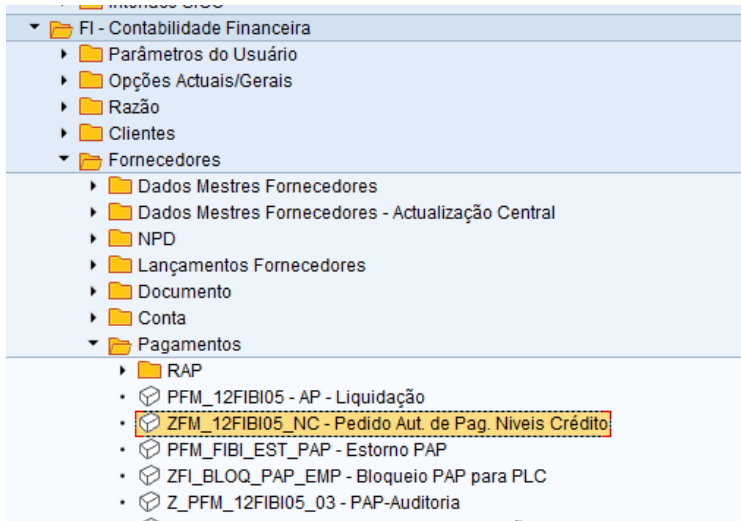 FI - Contabilidade Financeira
Parâmetros do Usuário
Opções Actuais/Gerais
Razão
Clientes
Fornecedores
Dados Mestres Fornecedores
Dados Mestres Fornecedores - Actualização Central
NPD
Lançamentos Fornecedores
Documento
Conta
Pagamentos
RAP
PFM_12FIBI05 - AP - Liquidação
ZFM_12FIBI05_NC - Pedido Aut. de Pag. Niveis Crédito
PFM_FIBI_EST_PAP - Estorno PAP
ZFI_BLOQ_PAP_EMP - Bloqueio PAP para PLC
Z_PFM_12FIBI05_03 - PAP-Auditoria